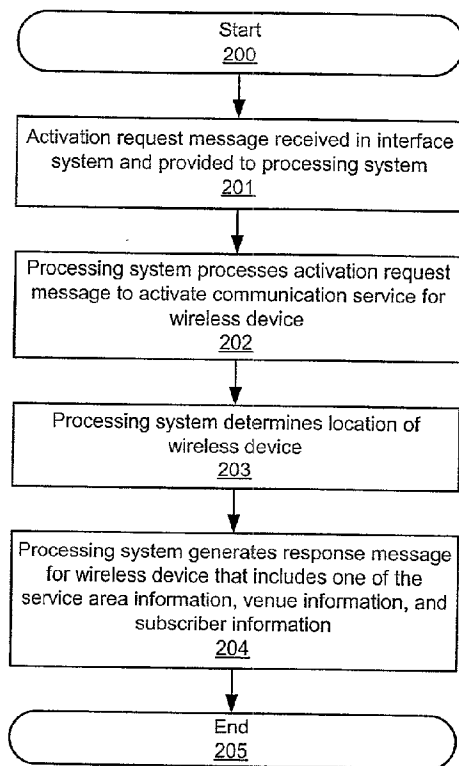 Start
200
Activation request message received in interface
system and provided to processing system
201
Processing system processes activation request
message to activate communication service for
wireless device
202
Processing system determines location of
wireless device
203
Processing system generates response message
for wireless device that includes one of the
service area information, venue information, and
subscriber information
204
End
205